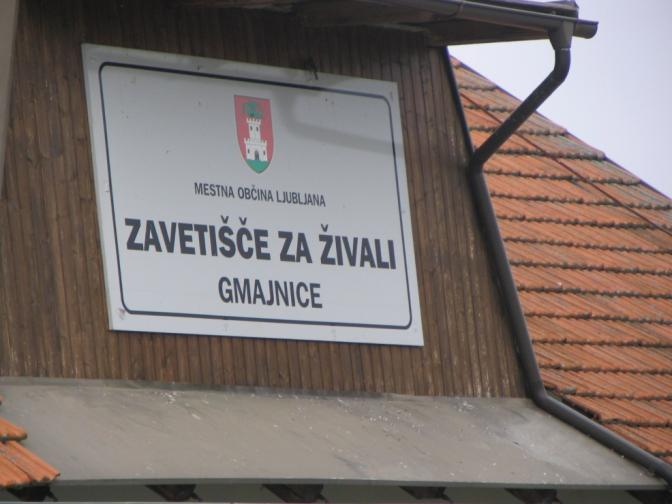 MESTNA OBČINA LJUBLJANA
ZAVETIŠČE ZA ŽIVALI
GMAJNICE